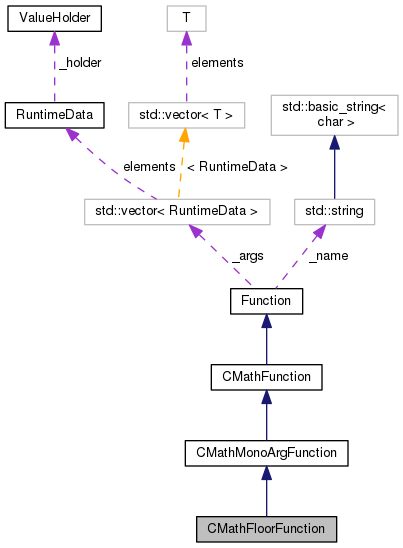 ValueHolder
T
_holder
elements
RuntimeData
std::vector< T >
std::basic_string<
char >
elements
< RuntimeData >
std::vector< RuntimeData >
std::string
_args
_name
Function
CMathFunction
CMathMonoArgFunction
CMathFloorFunction